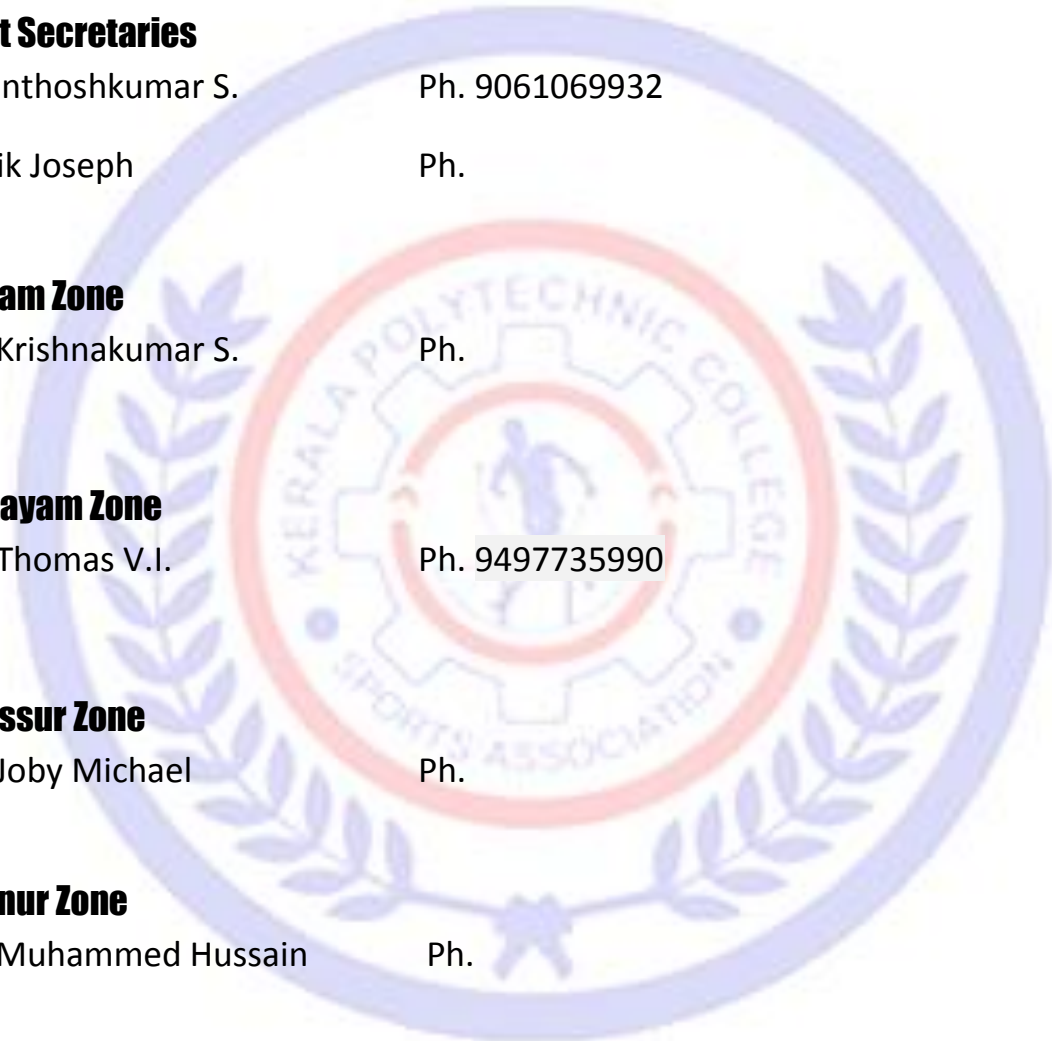 t Secretaries
nthoshkumar S. Ph. 9061069932
ik Joseph Ph.
am Zone
Krishnakumar S. Ph.
ayam Zone
Thomas V.I. Ph. 9497735990
ssur Zone
Joby Michael Ph.
nur Zone
Muhammed Hussain Ph.
KERALA POLYTECHNIC COLLEGE
SPORTS ASSOCIATION